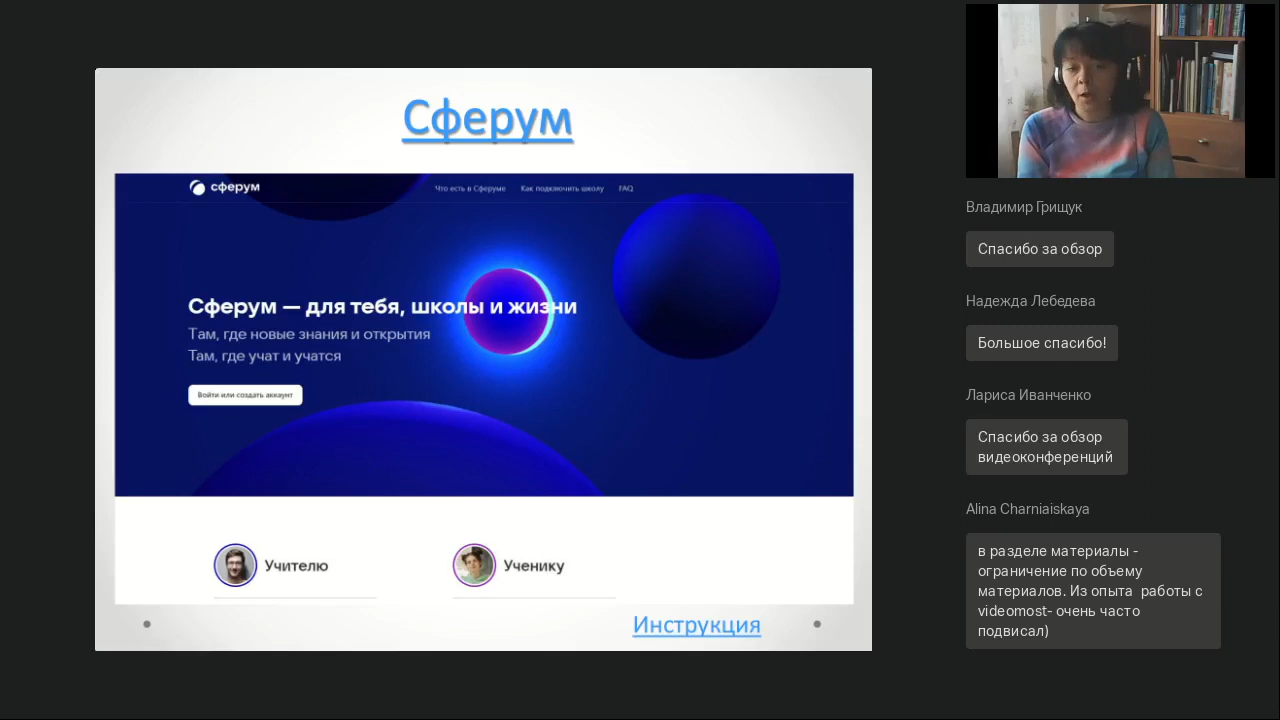 Сферум
сферум
Что есть в Сферуме Как подключить школу FAQ
Сферум — для тебя, школы и жизни
Там, где новые знания и открытия
Там, где учат и учатся
Войти или создать аккаунт
Учителю
Ученику
Инструкция
Владимир Грищук
Спасибо за обзор
Надежда Лебедева
Большое спасибо!
Лариса Иванченко
Спасибо за обзор
видеоконференций
Alina Charniaiskaya
в разделе материалы -
ограничение по объему
материалов. Из опыта работы с
videomost- очень часто
подвисал)